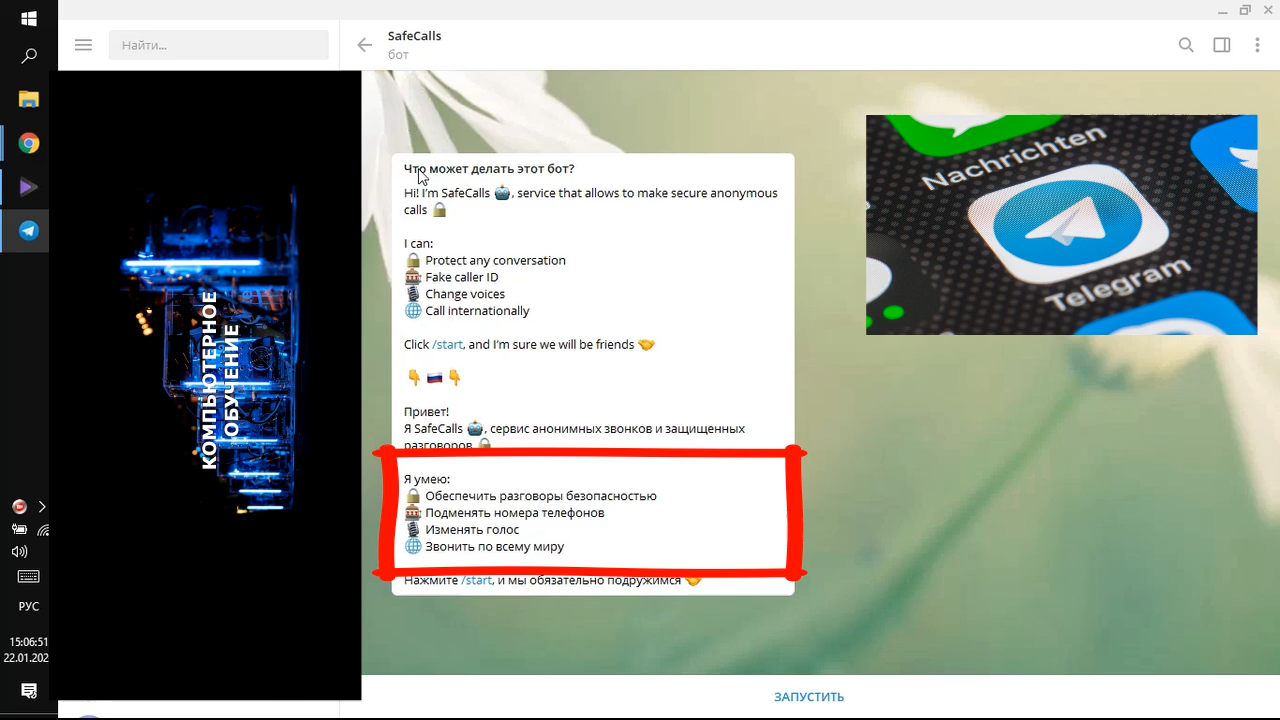 Найти...
SafeCalls
бот
КОМПЬЮТЕРНОЕ
ОБУЧЕНИЕ
Что может делать этот бот?
Hi! I'm SafeCalls 🤖, service that allows to make secure anonymous
calls 🔒
I can:
🔒 Protect any conversation
🏤 Fake caller ID
🎙 Change voices
🌐 Call internationally
Click /start, and I'm sure we will be friends 🤝
👇 🇷🇺 👇
Привет!
Я SafeCalls 🤖, сервис анонимных звонков и защищенных
разговоров 🔒
Я умею:
🔒 Обеспечить разговоры безопасностью
🏤 Подменять номера телефонов
🎙 Изменять голос
🌐 Звонить по всему миру
Нажмите /start, и мы обязательно подружимся 🤝
Nachrichten
Telegram
ЗАПУСТИТЬ
РУС
15:06:51
22.01.202